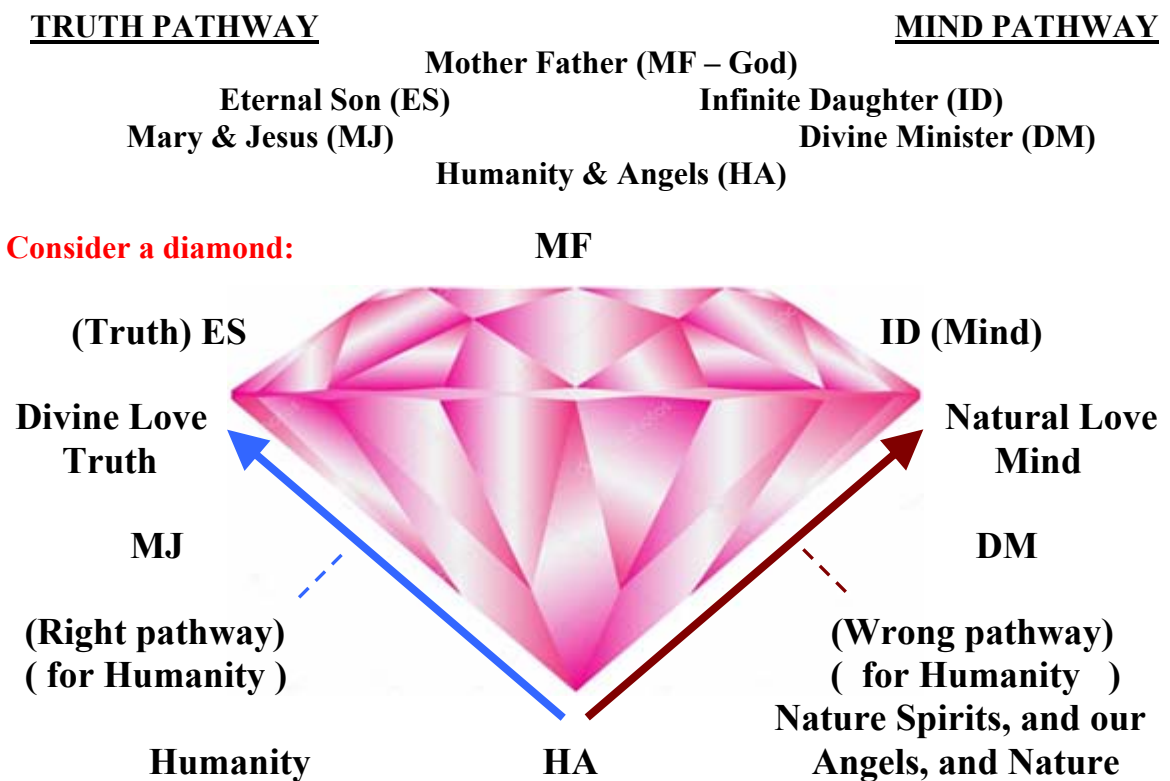 TRUTH PATHWAY MIND PATHWAY
Mother Father (MF – God)
Eternal Son (ES) Infinite Daughter (ID)
Mary & Jesus (MJ) Divine Minister (DM)
Humanity & Angels (HA)
Consider a diamond: MF
(Truth) ES ID (Mind)
Divine Love Natural Love
Truth Mind
MJ DM
(Right pathway) (Wrong pathway)
( for Humanity ) ( for Humanity )
Nature Spirits, and our
Humanity HA Angels, and Nature